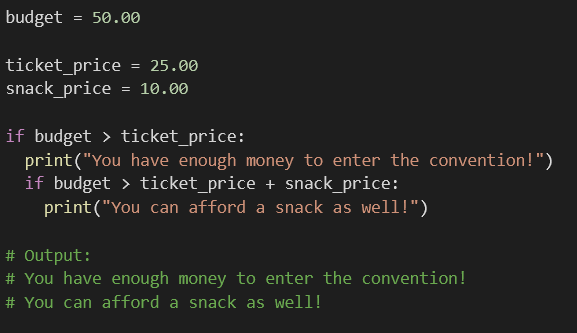 budget = 50.00
ticket_price = 25.00
snack_price = 10.00
if budget > ticket_price:
  print("You have enough money to enter the convention!")
  if budget > ticket_price + snack_price:
    print("You can afford a snack as well!")
# Output:
# You have enough money to enter the convention!
# You can afford a snack as well!